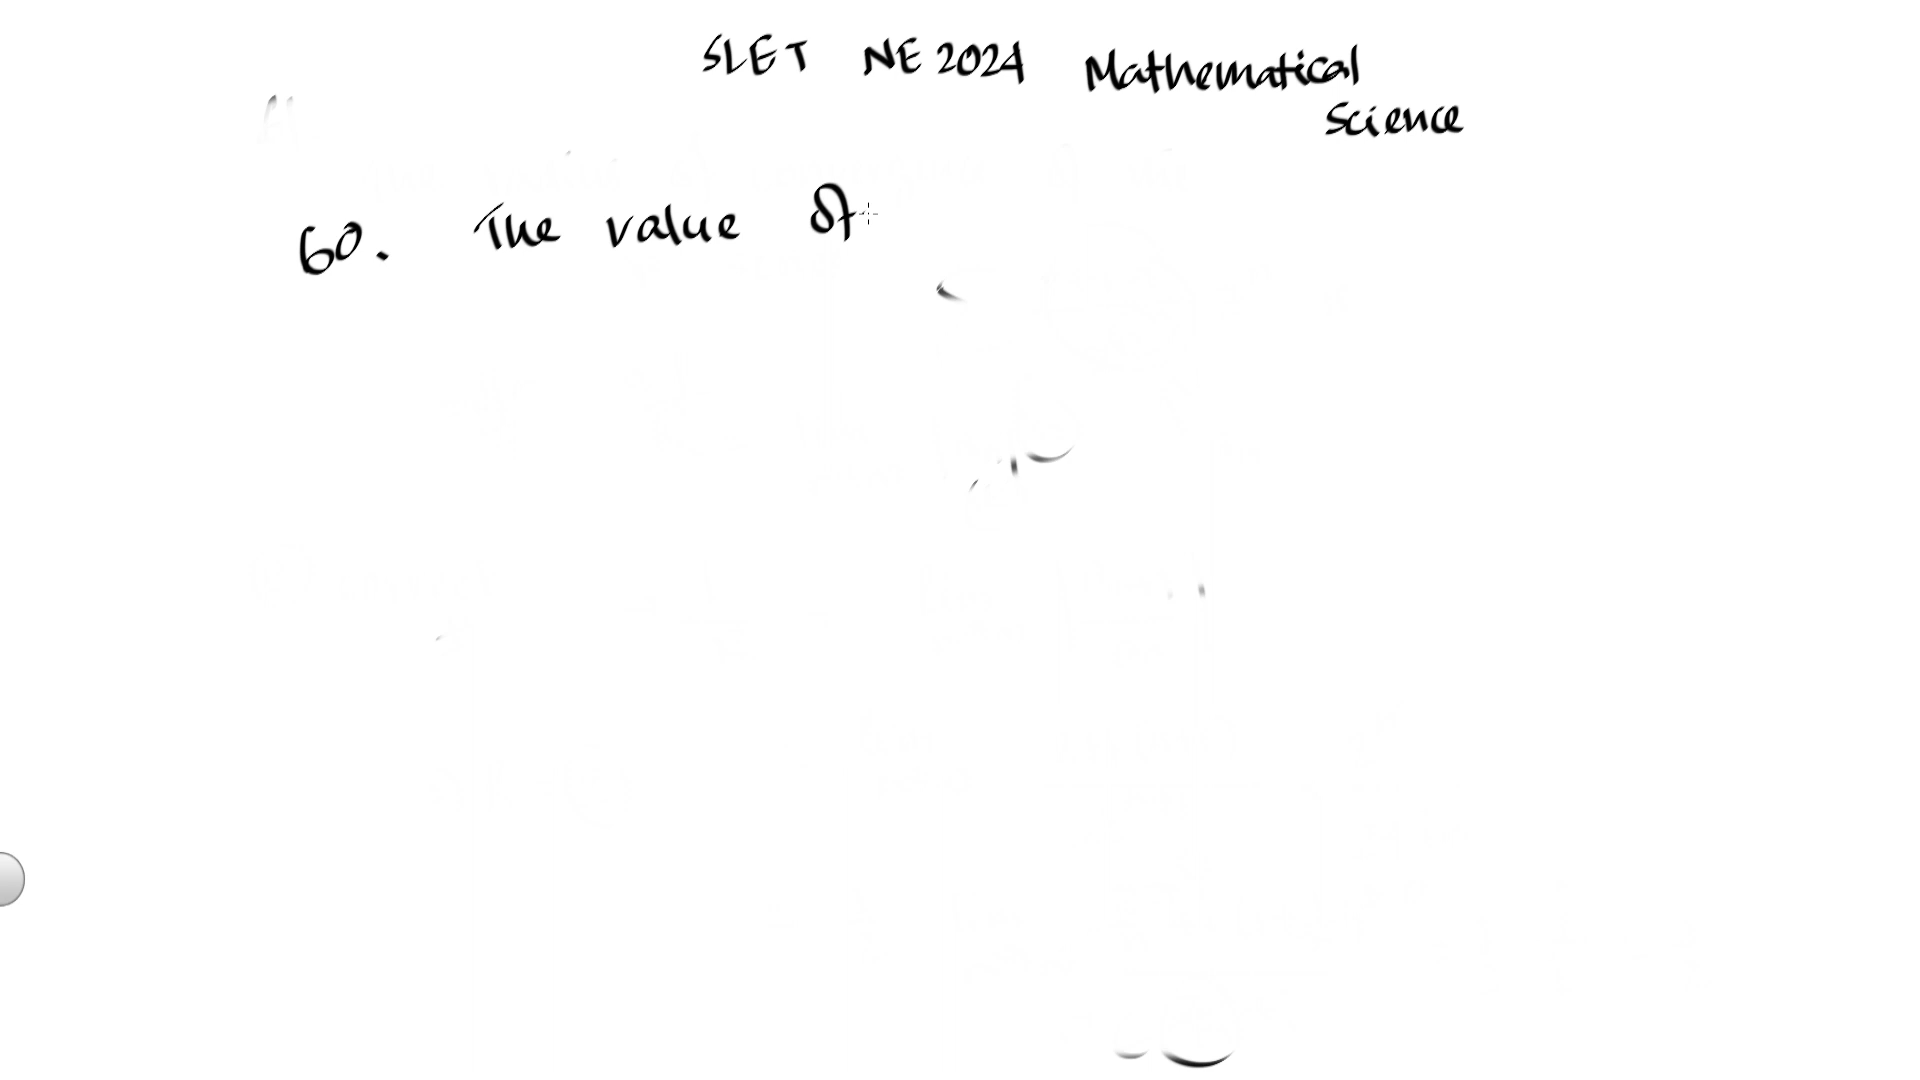 SLET NE 2024 Mathematical
Science
60. The value of